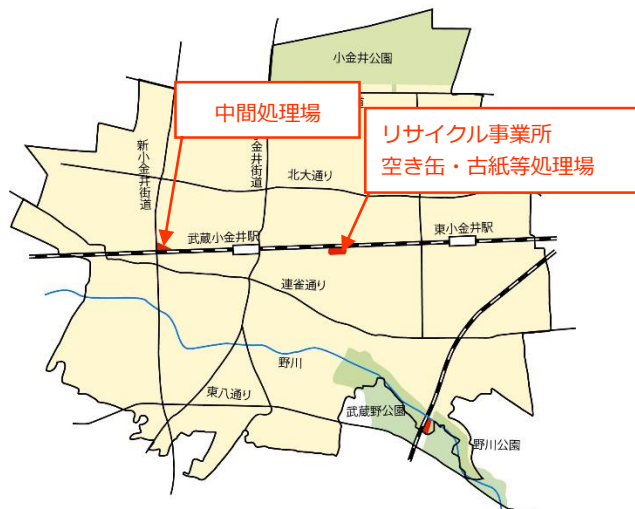 小金井公園
中間処理場
リサイクル事業所
空き缶・古紙等処理場
新小金井街道
金井街道
北大通り
武蔵小金井駅
東小金井駅
連雀通り
野川
東八通り
武蔵野公園
野川公園